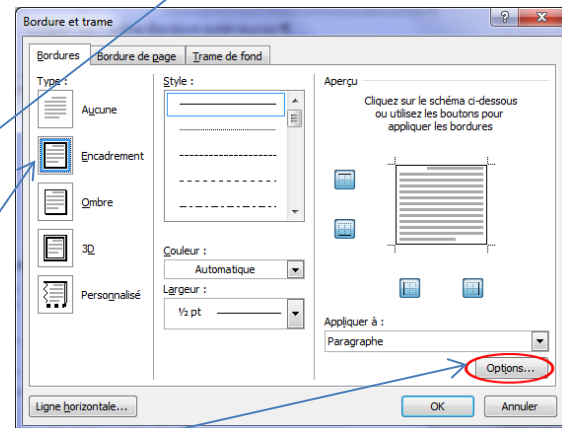 Bordure et trame
Bordures
Bordure de page
Trame de fond
Type :
Aucune
Encadrement
Ombre
3D
Personnalisé
Style :
Couleur :
Automatique
Largeur :
½ pt
Aperçu
Cliquez sur le schéma ci-dessous
ou utilisez les boutons pour
appliquer les bordures
Appliquer à :
Paragraphe
Options...
Ligne horizontale...
OK
Annuler